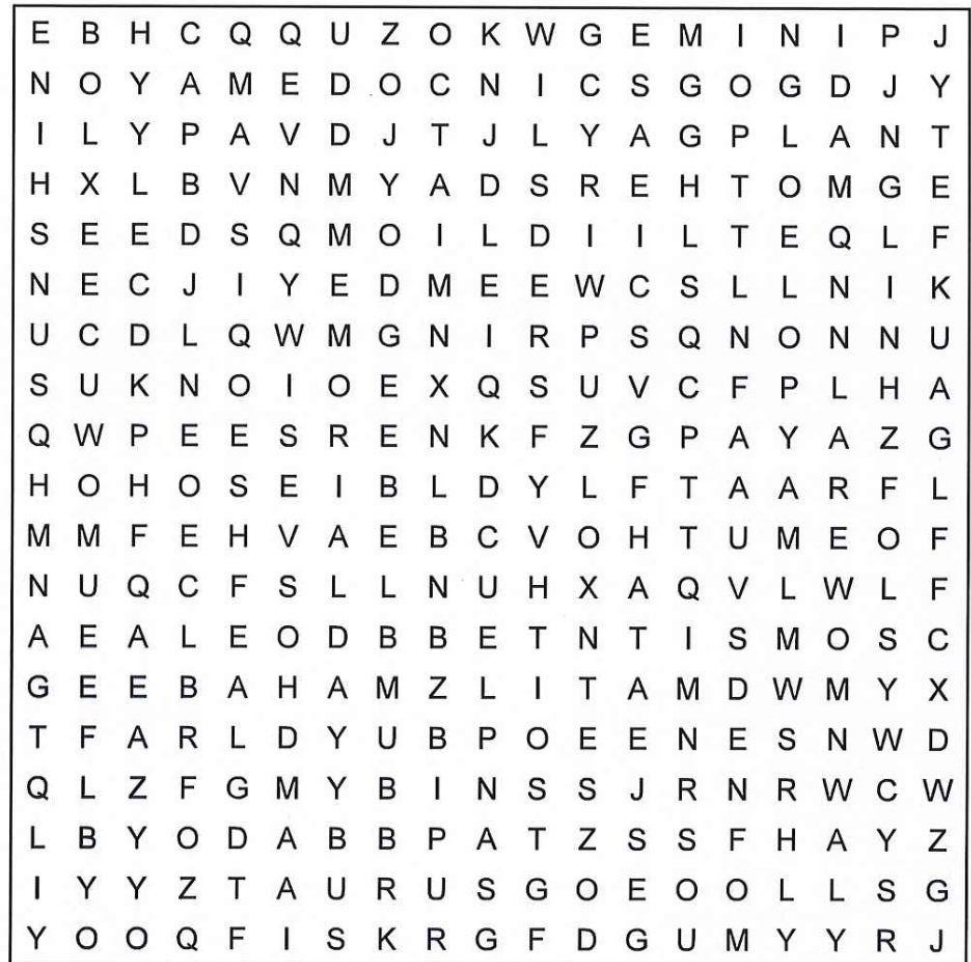 E B H C Q Q U Z O K W G E M I N I P J
N O Y A M E D O C N I C S G O G D J Y
I L Y P A V D J T J L Y A G P L A N T
H X L B V N M Y A D S R E H T O M G E
S E E D S Q M O I L D I I L T E Q L F
N E C J I Y E D M E E W C S L L N I K
U C D L Q W M G N I R P S Q N O N N U
S U K N O I O E X Q S U V C F P L H A
Q W P E E S R E N K F Z G P A Y A Z G
H O H O S E I B L D Y L F T A A R F L
M M F E H V A E B C V O H T U M E O F
N U Q C F S L L N U H X A Q V L W L F
A E A L E O D B B E T N T I S M O S C
G E E B A H A M Z L I T A M D W M Y X
T F A R L D Y U B P O E E N E S N W D
Q L Z F G M Y B I N S S J R N R W C W
L B Y O D A B B P A T Z S S F H A Y Z
I Y Y Z T A U R U S G O E O O L L S G
Y O O Q F I S K R G F D G U M Y Y R J